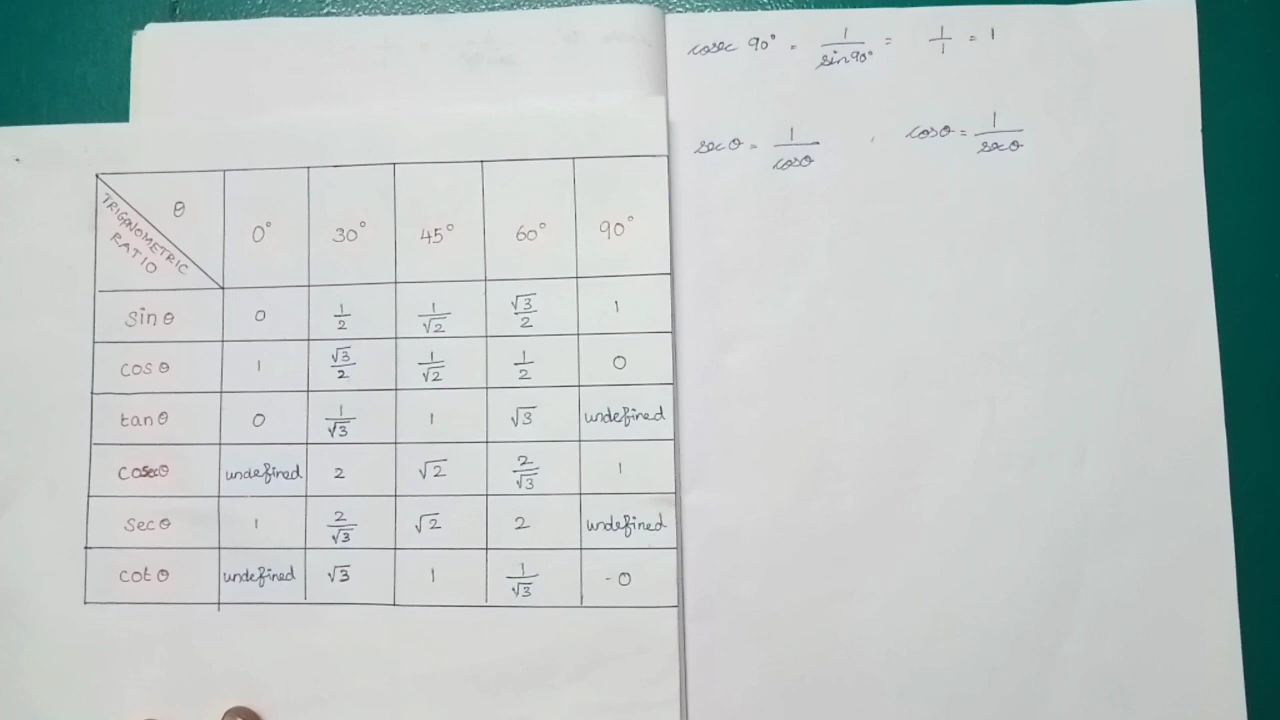 cosec 90° = 1/sin90° = 1/1 = 1
secθ = 1/cosθ , cosθ = 1/secθ
θ
TRIGONOMETRIC
RATIO
0° 30° 45° 60° 90°
sinθ 0 1/2 1/√2 √3/2 1
cosθ 1 √3/2 1/√2 1/2 0
tanθ 0 1/√3 1 √3 undefined
cosecθ undefined 2 √2 2/√3 1
secθ 1 2/√3 √2 2 undefined
cotθ undefined √3 1 1/√3 -0